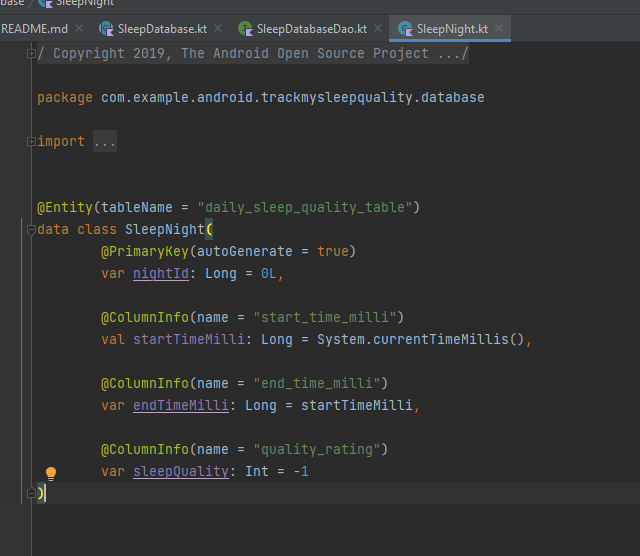 base / SleepNight
README.md SleepDatabase.kt SleepDatabaseDao.kt SleepNight.kt
/ Copyright 2019, The Android Open Source Project .../
package com.example.android.trackmysleepquality.database
import ...
@Entity(tableName = "daily_sleep_quality_table")
data class SleepNight(
@PrimaryKey(autoGenerate = true)
var nightId: Long = 0L,
@ColumnInfo(name = "start_time_milli")
val startTimeMilli: Long = System.currentTimeMillis(),
@ColumnInfo(name = "end_time_milli")
var endTimeMilli: Long = startTimeMilli,
@ColumnInfo(name = "quality_rating")
var sleepQuality: Int = -1
)